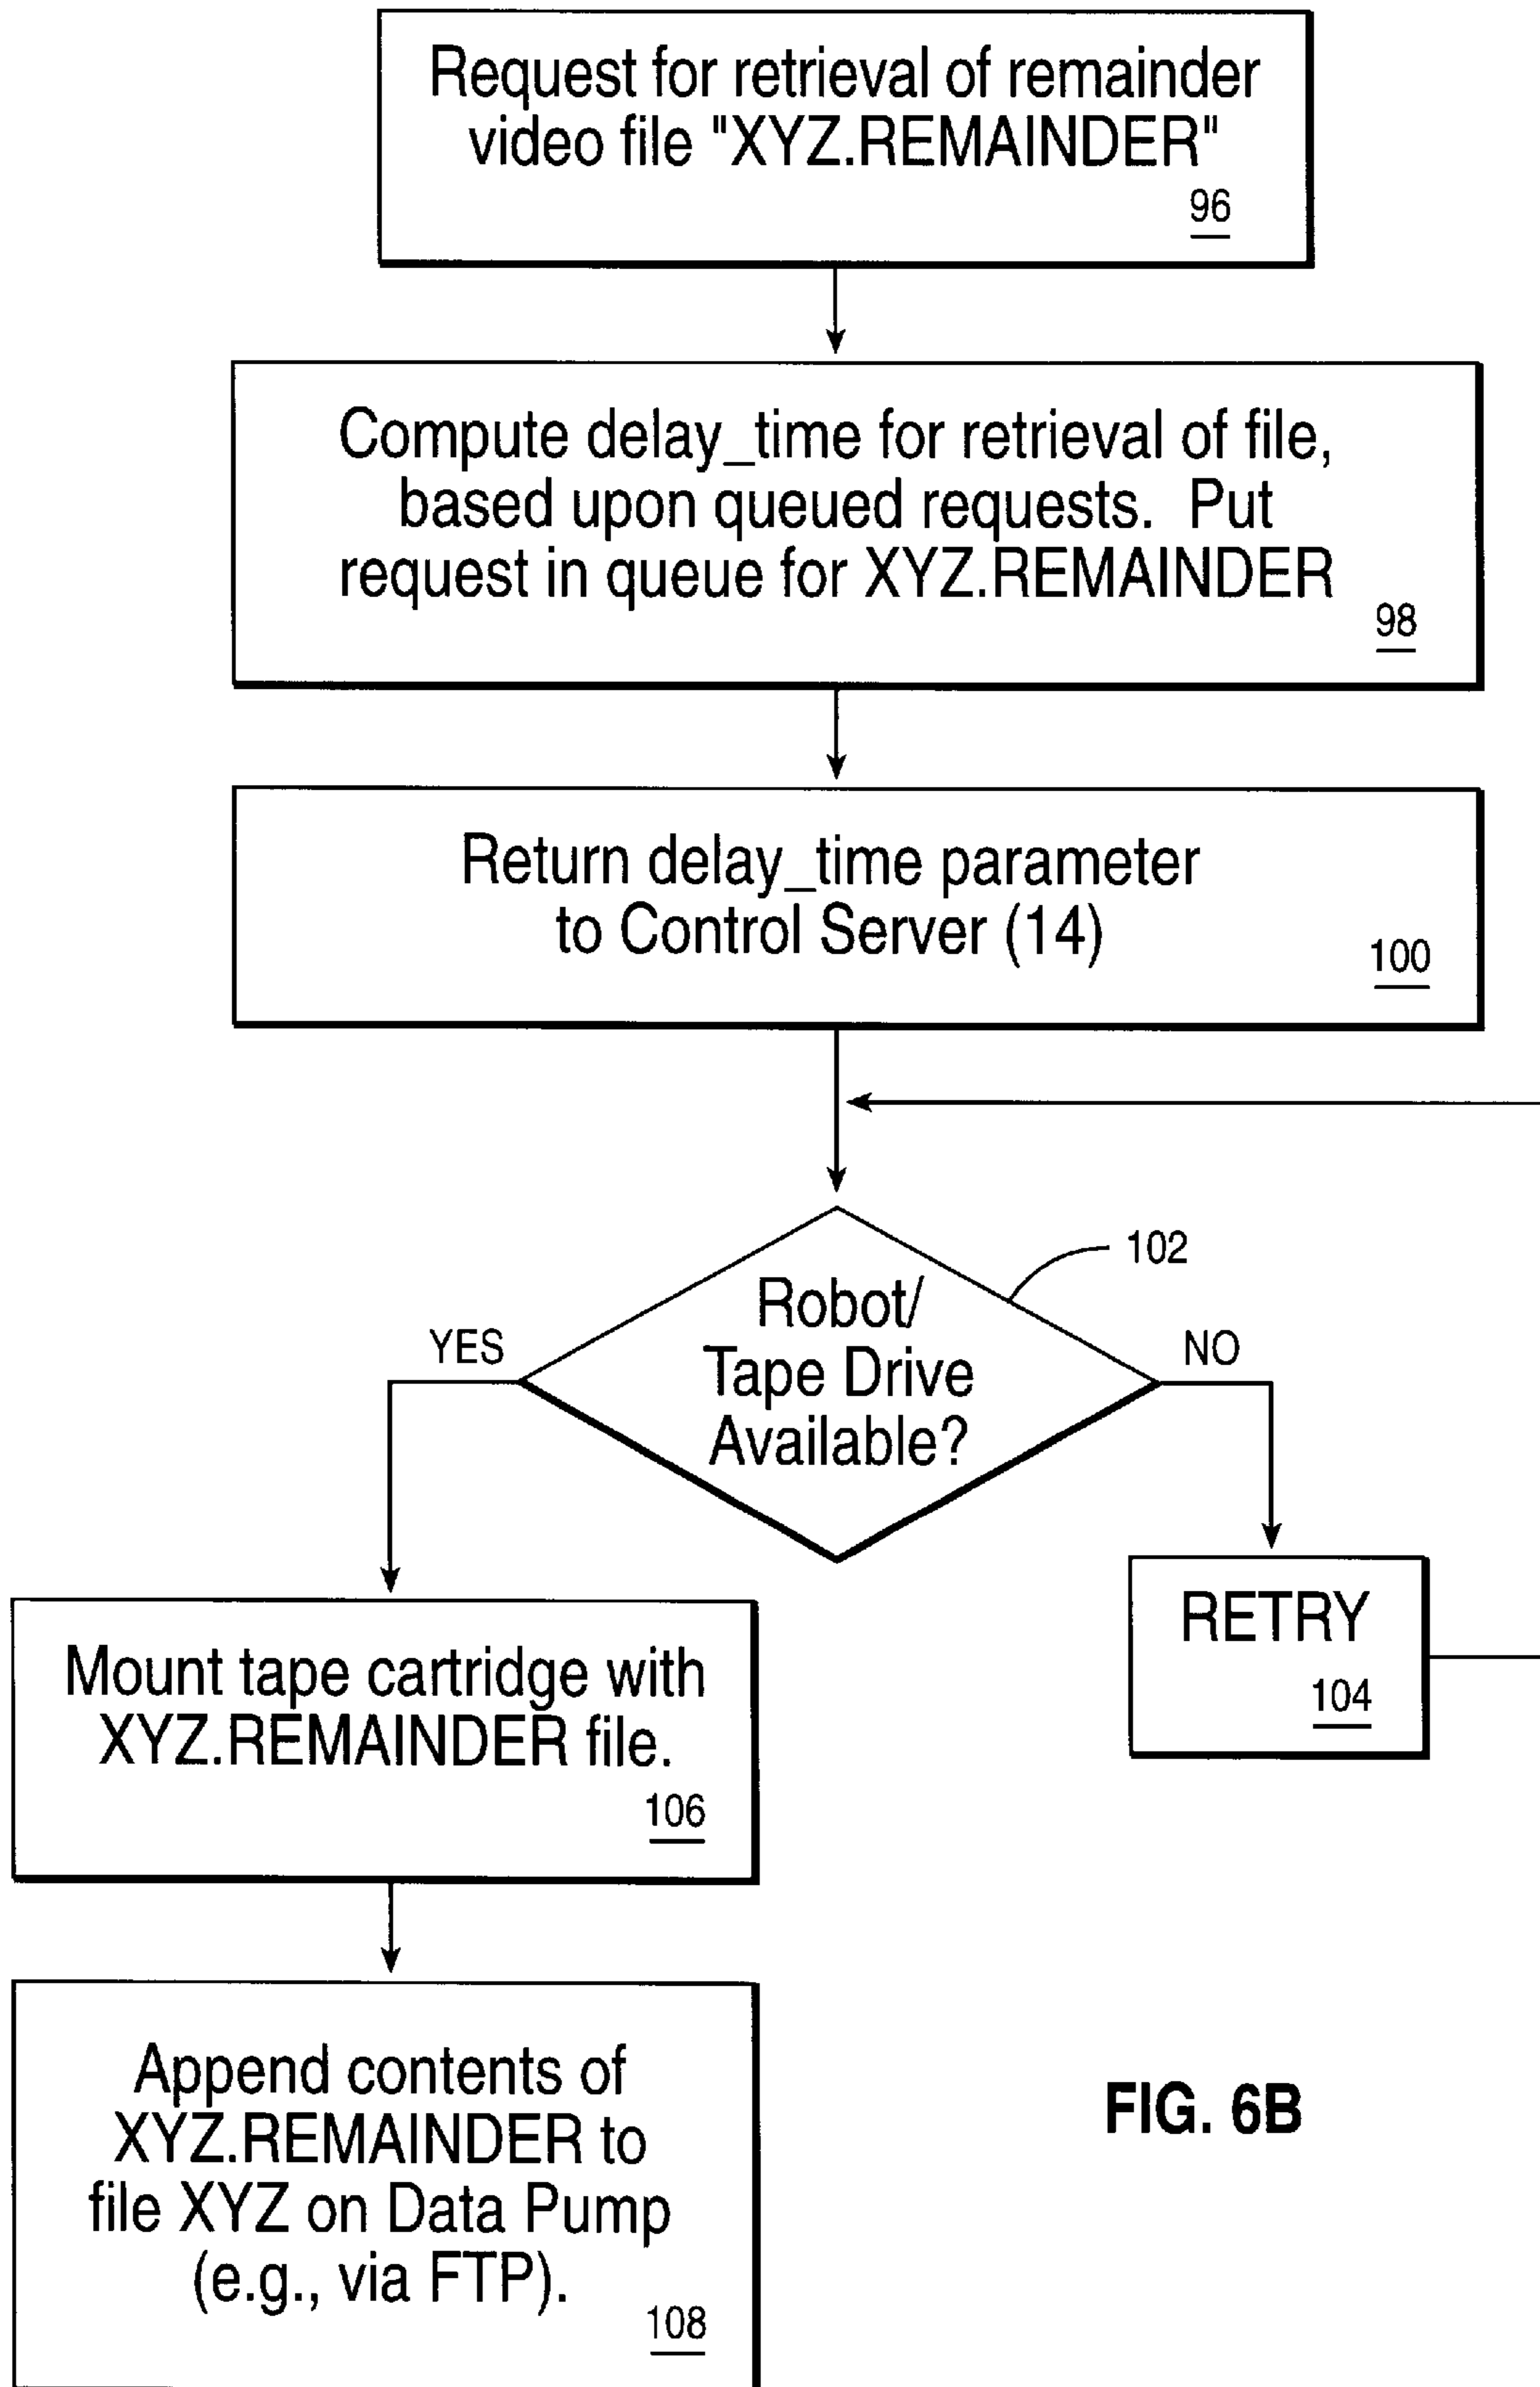 Request for retrieval of remainder
video file "XYZ.REMAINDER"
96
Compute delay_time for retrieval of file,
based upon queued requests.  Put
request in queue for XYZ.REMAINDER
98
Return delay_time parameter
to Control Server (14)
100
102
Robot/
Tape Drive
Available?
YES
NO
RETRY
104
Mount tape cartridge with
XYZ.REMAINDER file.
106
Append contents of
XYZ.REMAINDER to
file XYZ on Data Pump
(e.g., via FTP).
108
FIG. 6B